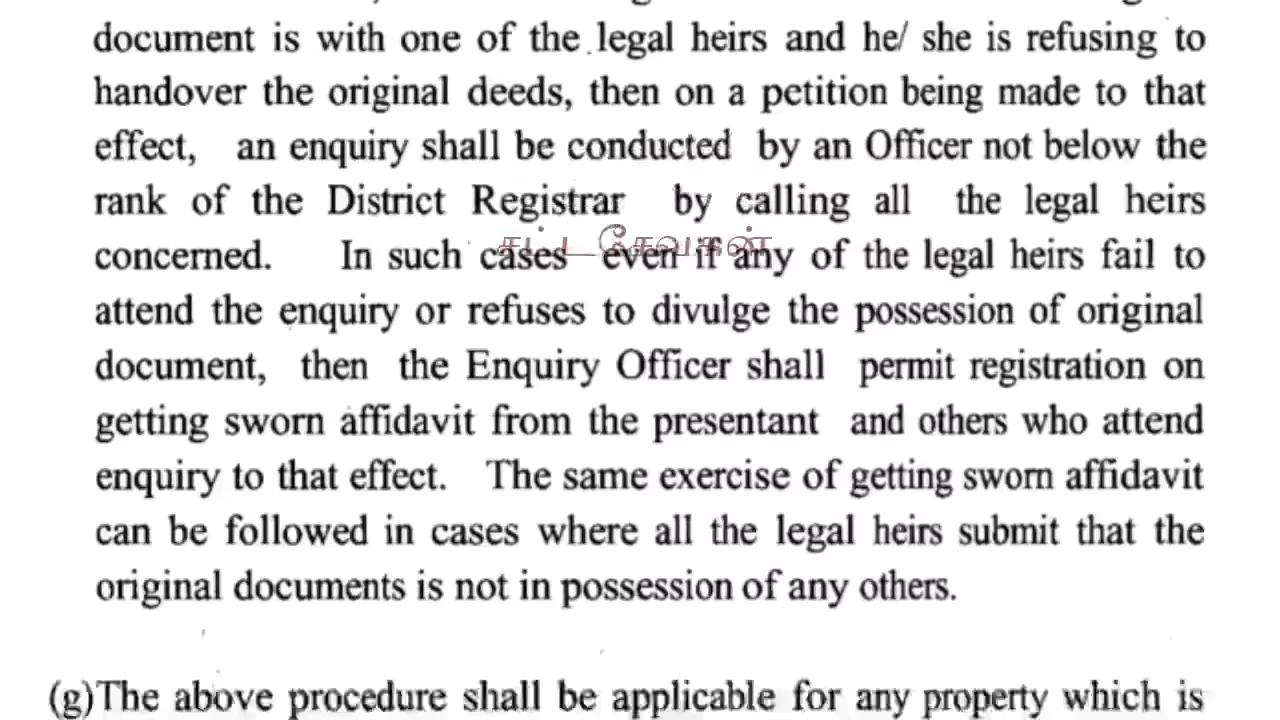 document is with one of the legal heirs and he/ she is refusing to
handover the original deeds, then on a petition being made to that
effect, an enquiry shall be conducted by an Officer not below the
rank of the District Registrar by calling all the legal heirs
concerned. In such cases even if any of the legal heirs fail to
சட்ட சேவகன்
attend the enquiry or refuses to divulge the possession of original
document, then the Enquiry Officer shall permit registration on
getting sworn affidavit from the presentant and others who attend
enquiry to that effect. The same exercise of getting sworn affidavit
can be followed in cases where all the legal heirs submit that the
original documents is not in possession of any others.
(g)The above procedure shall be applicable for any property which is